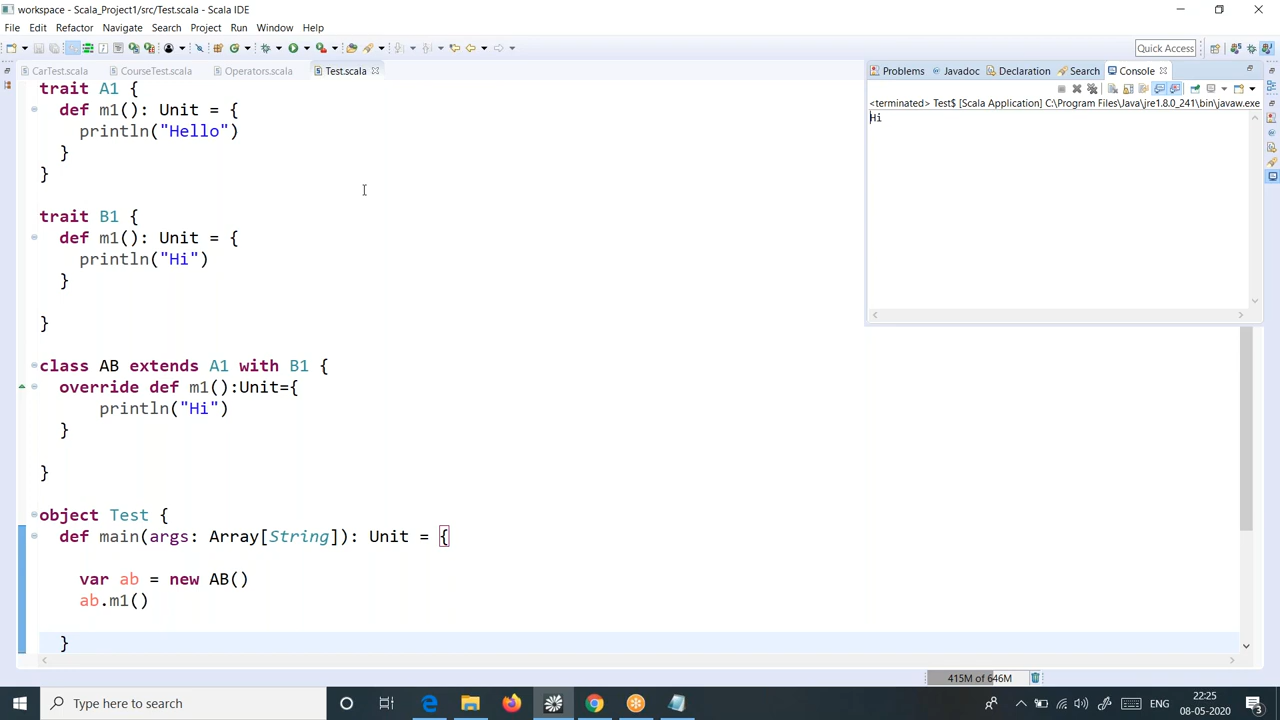 workspace - Scala_Project1/src/Test.scala - Scala IDE
File Edit Refactor Navigate Search Project Run Window Help
Quick Access
CarTest.scala CourseTest.scala Operators.scala Test.scala
Problems Javadoc Declaration Search Console
<terminated> Test$ [Scala Application] C:\Program Files\Java\jre1.8.0_241\bin\javaw.exe
Hi
trait A1 {
def m1(): Unit = {
println("Hello")
}
}
trait B1 {
def m1(): Unit = {
println("Hi")
}
}
class AB extends A1 with B1 {
override def m1():Unit={
println("Hi")
}
}
object Test {
def main(args: Array[String]): Unit = {
var ab = new AB()
ab.m1()
}
415M of 646M
Type here to search
ENG
22:25
08-05-2020
3